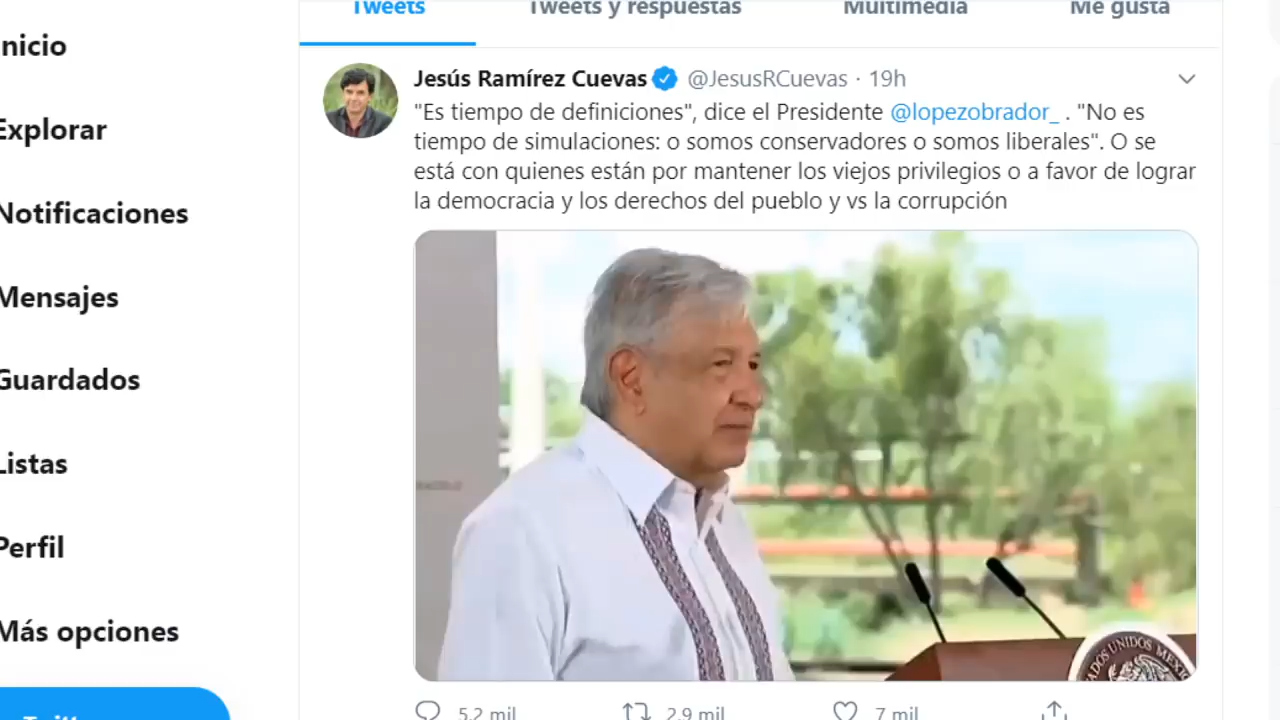 Tweets
Tweets y respuestas
Multimedia
Me gusta
nicio
Explorar
Notificaciones
Mensajes
Guardados
Listas
Perfil
Más opciones
Jesús Ramírez Cuevas @JesusRCuevas · 19h
"Es tiempo de definiciones", dice el Presidente @lopezobrador_ . "No es
tiempo de simulaciones: o somos conservadores o somos liberales". O se
está con quienes están por mantener los viejos privilegios o a favor de lograr
la democracia y los derechos del pueblo y vs la corrupción
ADOS UNIDOS MEXI
5.2 mil
2.9 mil
7 mil